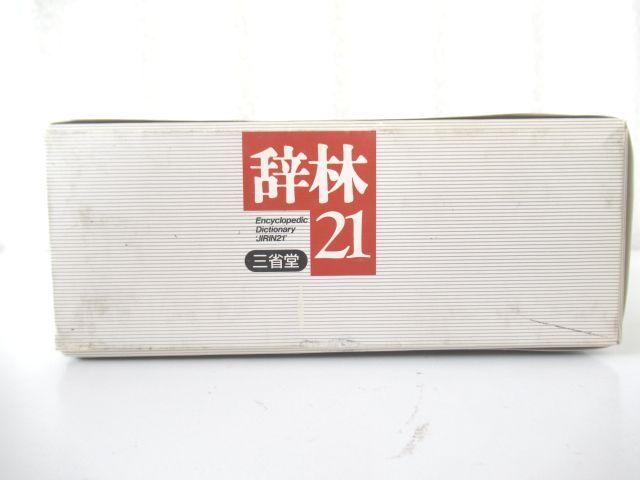 辞林
21
Encyclopedic
Dictionary
'JIRIN21'
三省堂